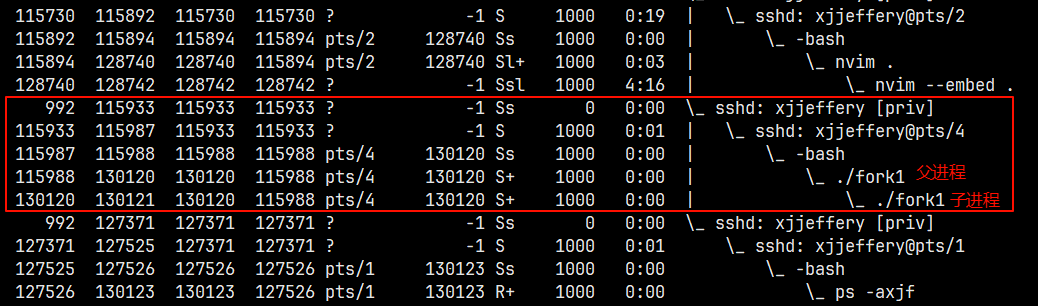 115730  115892  115730  115730 ?             -1 S     1000   0:19  |   \_ sshd: xjjeffery@pts/2
115892  115894  115894  115894 pts/2     128740 Ss    1000   0:00  |       \_ -bash
115894  128740  128740  115894 pts/2     128740 Sl+   1000   0:03  |           \_ nvim .
128740  128742  128742  128742 ?             -1 Ssl   1000   4:16  |               \_ nvim --embed .
992  115933  115933  115933 ?             -1 Ss       0   0:00  \_ sshd: xjjeffery [priv]
115933  115987  115933  115933 ?             -1 S     1000   0:01  |   \_ sshd: xjjeffery@pts/4
115987  115988  115988  115988 pts/4     130120 Ss    1000   0:00  |       \_ -bash
115988  130120  130120  115988 pts/4     130120 S+    1000   0:00  |           \_ ./fork1 父进程
130120  130121  130120  115988 pts/4     130120 S+    1000   0:00  |               \_ ./fork1 子进程
992  127371  127371  127371 ?             -1 Ss       0   0:00  \_ sshd: xjjeffery [priv]
127371  127525  127371  127371 ?             -1 S     1000   0:01      \_ sshd: xjjeffery@pts/1
127525  127526  127526  127526 pts/1     130123 Ss    1000   0:00          \_ -bash
127526  130123  130123  127526 pts/1     130123 R+    1000   0:00              \_ ps -axjf